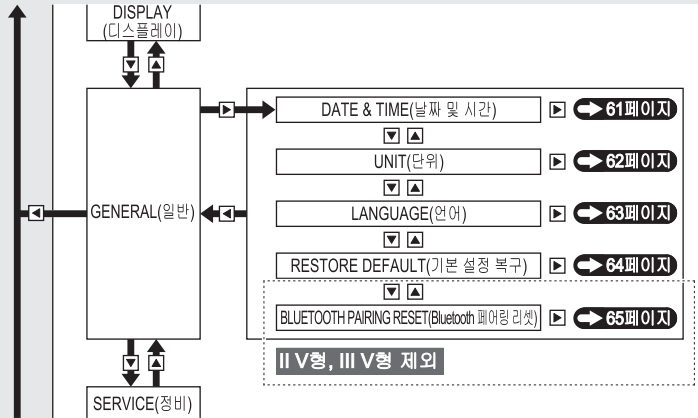 DISPLAY
(디스플레이)
GENERAL(일반)
DATE & TIME(날짜 및 시간)
61페이지
UNIT(단위)
62페이지
LANGUAGE(언어)
63페이지
RESTORE DEFAULT(기본 설정 복구)
64페이지
BLUETOOTH PAIRING RESET(Bluetooth 페어링 리셋)
65페이지
II V형, III V형 제외
SERVICE(정비)